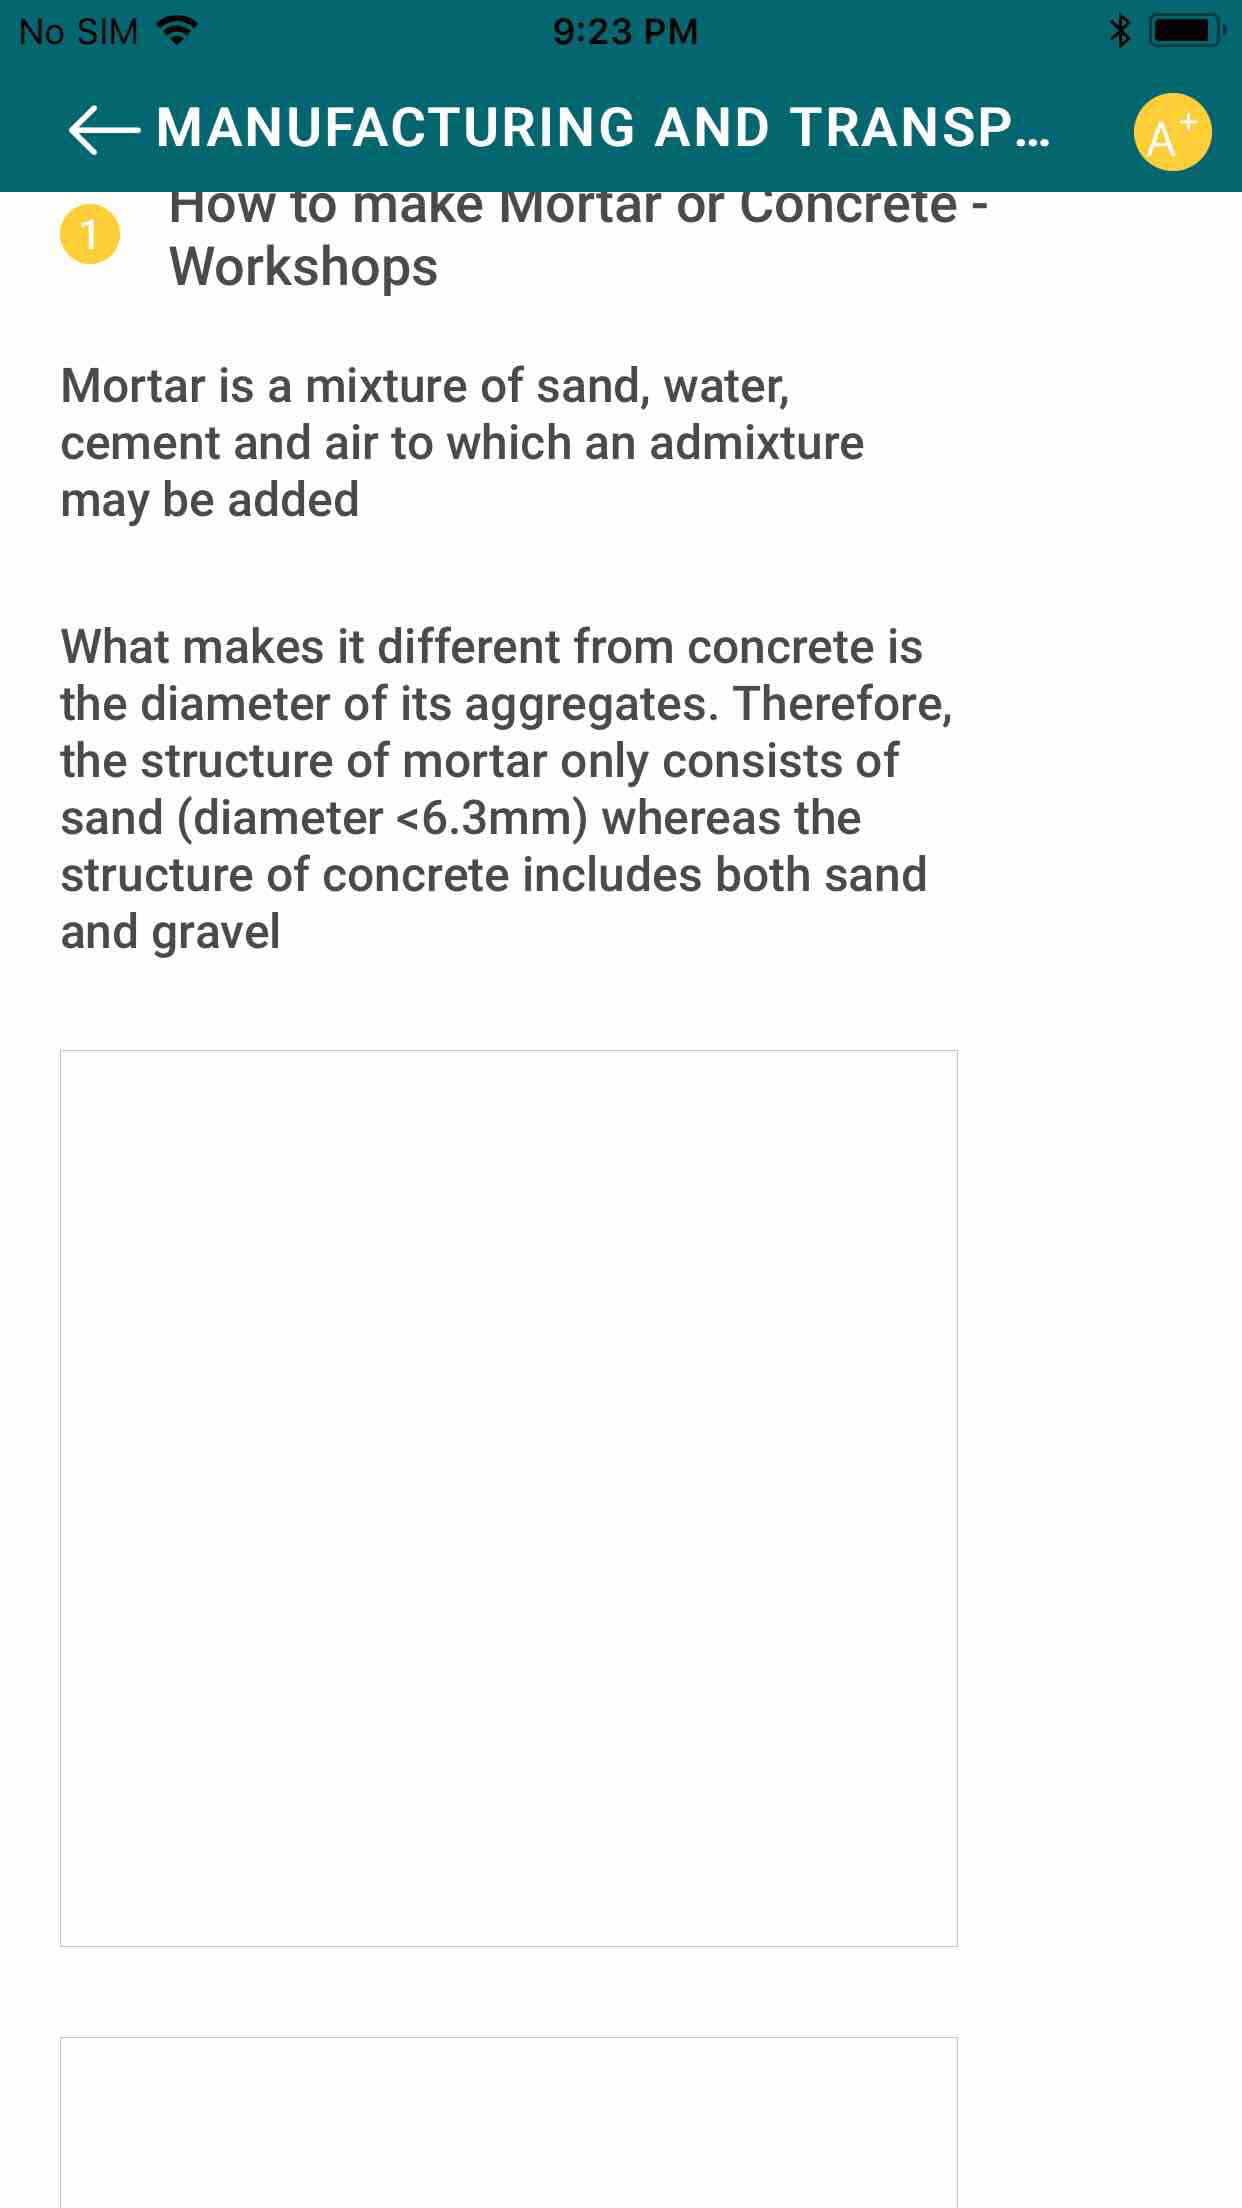 No SIM 9:23 PM
MANUFACTURING AND TRANSP...
A+
1 How to make Mortar or Concrete -
Workshops
Mortar is a mixture of sand, water,
cement and air to which an admixture
may be added
What makes it different from concrete is
the diameter of its aggregates. Therefore,
the structure of mortar only consists of
sand (diameter <6.3mm) whereas the
structure of concrete includes both sand
and gravel